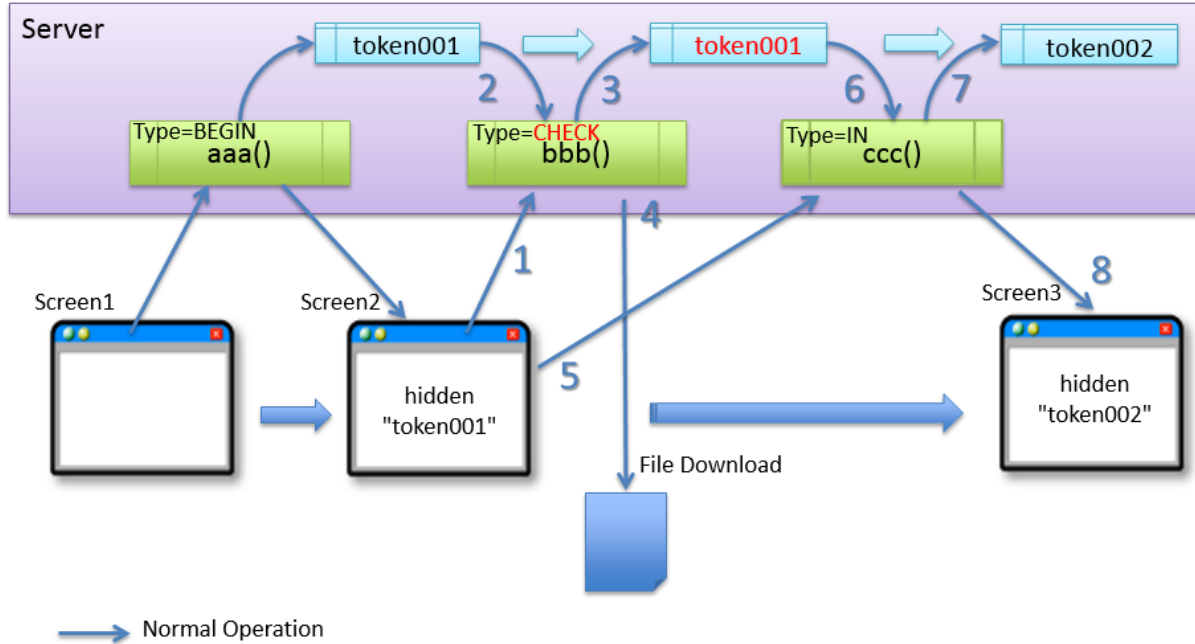 Server
token001
token001
token002
2
3
6
7
Type=BEGIN
aaa()
Type=CHECK
bbb()
Type=IN
ccc()
4
1
8
Screen1
Screen2
Screen3
5
hidden
"token001"
hidden
"token002"
File Download
Normal Operation